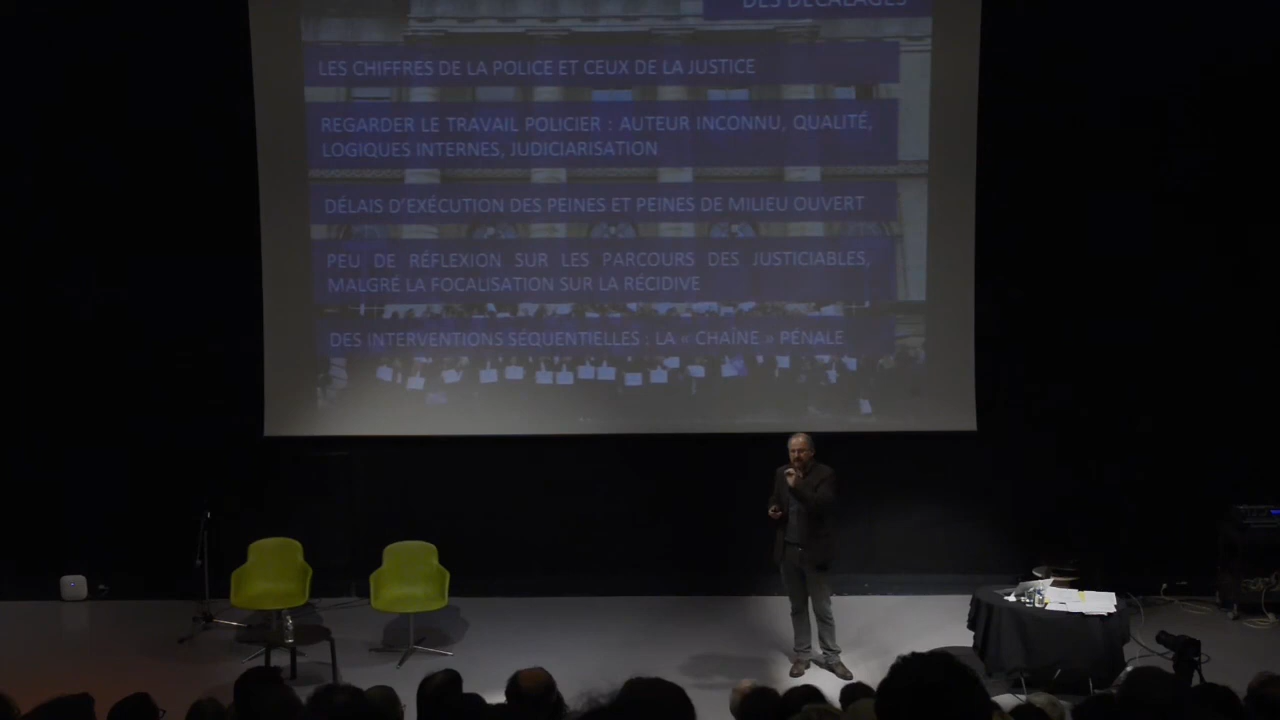 DES DÉCALAGES
LES CHIFFRES DE LA POLICE ET CEUX DE LA JUSTICE
REGARDER LE TRAVAIL POLICIER : AUTEUR INCONNU, QUALITÉ,
LOGIQUES INTERNES, JUDICIARISATION
DÉLAIS D'EXÉCUTION DES PEINES ET PEINES DE MILIEU OUVERT
PEU DE RÉFLEXION SUR LES PARCOURS DES JUSTICIABLES,
MALGRÉ LA FOCALISATION SUR LA RÉCIDIVE
DES INTERVENTIONS SÉQUENTIELLES : LA « CHAÎNE » PÉNALE